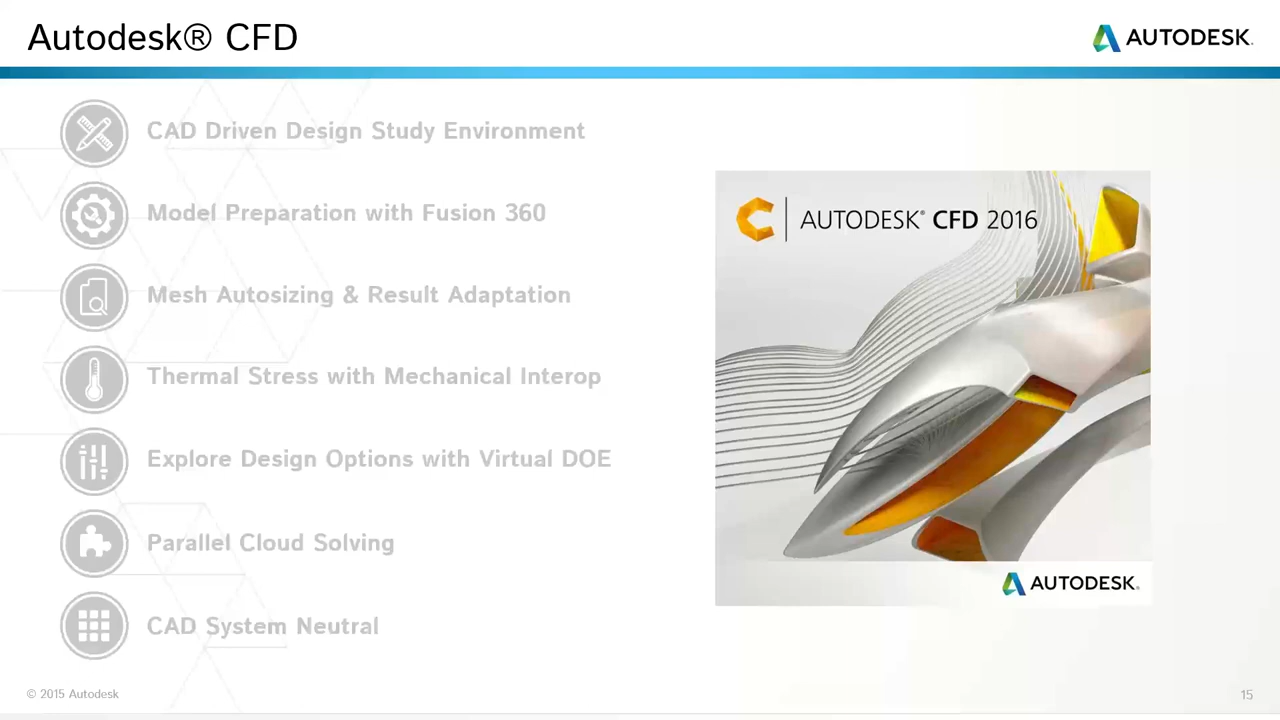 Autodesk® CFD
AUTODESK.
CAD Driven Design Study Environment
Model Preparation with Fusion 360
Mesh Autosizing & Result Adaptation
Thermal Stress with Mechanical Interop
Explore Design Options with Virtual DOE
Parallel Cloud Solving
CAD System Neutral
AUTODESK® CFD 2016
AUTODESK®
© 2015 Autodesk
15